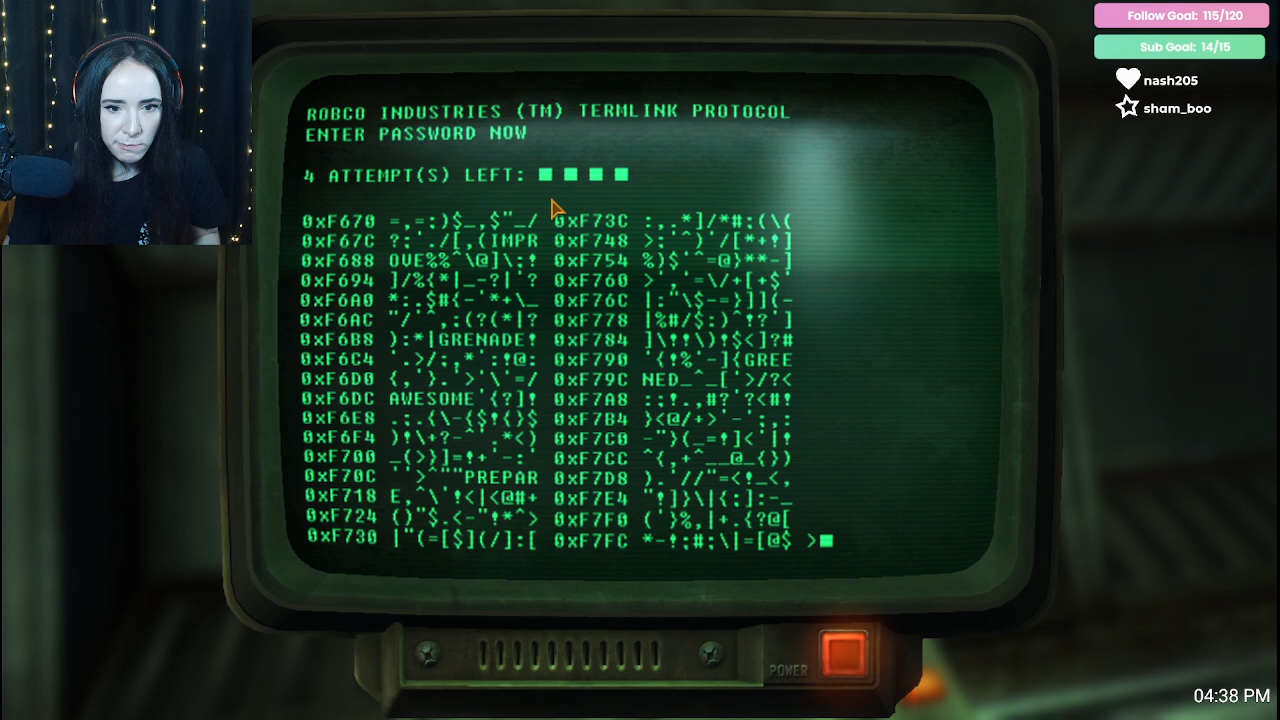 Follow Goal: 115/120
Sub Goal: 14/15
nash205
sham_boo
ROBCO INDUSTRIES (TM) TERMLINK PROTOCOL
ENTER PASSWORD NOW
4 ATTEMPT(S) LEFT:
0xF670 =,=:)$_,$"_/ 0xF73C :,:*]/*#:(\(
0xF67C ?:'./[,(IMPR 0xF748 >:'^)'/[*+!]
0xF688 OVE%%^\@]\:! 0xF754 %)$'^=@}**-]
0xF694 ]/%{*|_-?|'? 0xF760 >','=\/+[+$'
0xF6A0 *:.$#{-'*+\_ 0xF76C |:"\$-=}]](-
0xF6AC "/'^,:(?(*|? 0xF778 |%#/$:)^!?']
0xF6B8 ):*|GRENADE! 0xF784 ]\!!\)!$<]?#
0xF6C4 '.>/:,*':!@: 0xF790 '{!%'-]{GREE
0xF6D0 {,'}.'>'\'=/ 0xF79C NED_^_['>/?<
0xF6DC AWESOME'{?]! 0xF7A8 :;!.,#?'?<#!
0xF6E8 .:.{\-{$!{}$ 0xF7B4 }<@/+>'-':,:
0xF6F4 )!\+?-^'.*<) 0xF7C0 -"}(_=!]<'|!
0xF700 _(>}]=!+'-:' 0xF7CC ^{,+^__@_{})
0xF70C ''>^""PREPAR 0xF7D8 ).'//"=<!_<,
0xF718 E,^\'!<|<@#+ 0xF7E4 "!]}\|{:]:-_
0xF724 ()"$.<-"!*^> 0xF7F0 ('}%,|+.{?@[
0xF730 |"(=[$](/]:[ 0xF7FC *-!;#;\|=[@$ >
POWER
04:38 PM